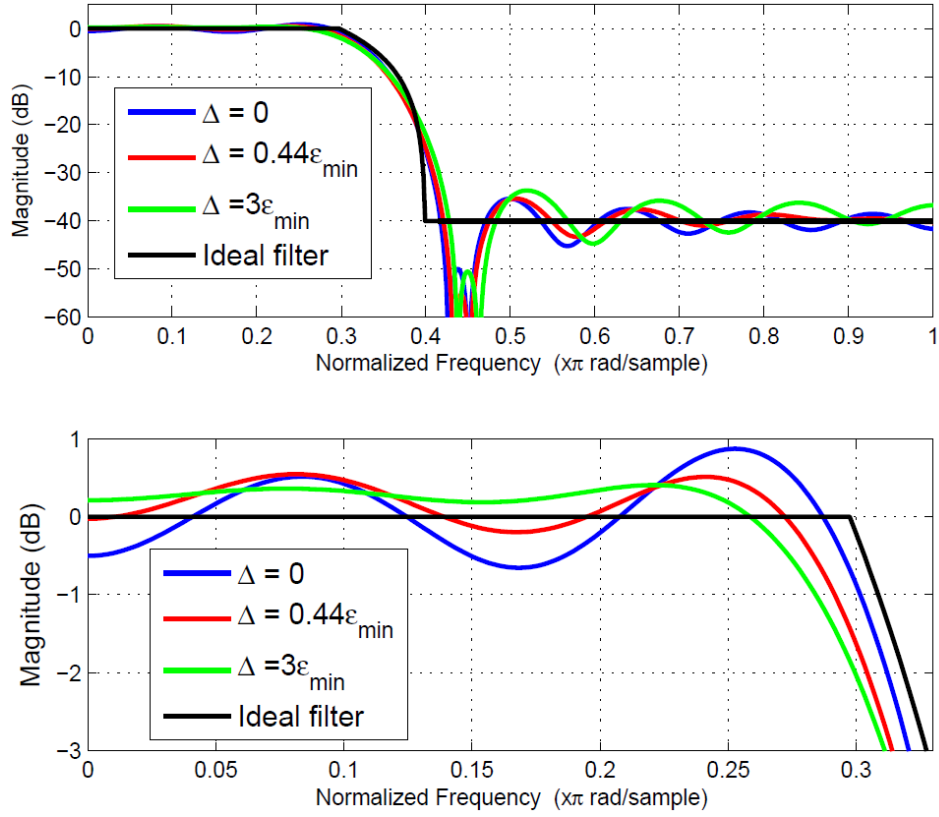 0
−10
−20
−30
−40
−50
−60
Magnitude (dB)
Δ = 0
Δ = 0.44ε_min
Δ =3ε_min
Ideal filter
0 0.1 0.2 0.3 0.4 0.5 0.6 0.7 0.8 0.9 1
Normalized Frequency (xπ rad/sample)
1
0
−1
−2
−3
Magnitude (dB)
Δ = 0
Δ = 0.44ε_min
Δ =3ε_min
Ideal filter
0 0.05 0.1 0.15 0.2 0.25 0.3
Normalized Frequency (xπ rad/sample)